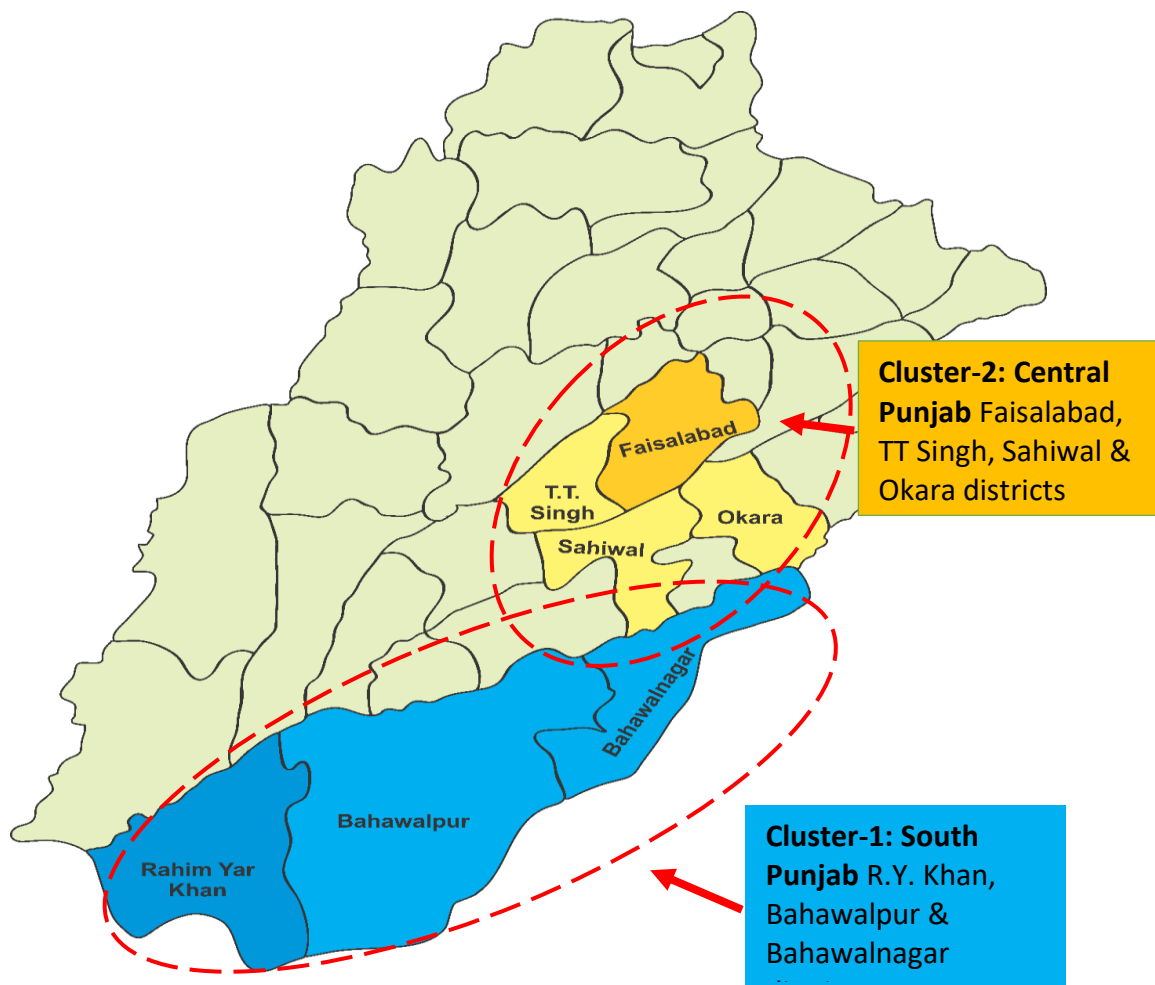 Cluster-2: Central
Punjab Faisalabad,
TT Singh, Sahiwal &
Okara districts
Faisalabad
T.T.
Singh
Okara
Sahiwal
Bahawalnagar
Bahawalpur
Rahim Yar
Khan
Cluster-1: South
Punjab R.Y. Khan,
Bahawalpur &
Bahawalnagar